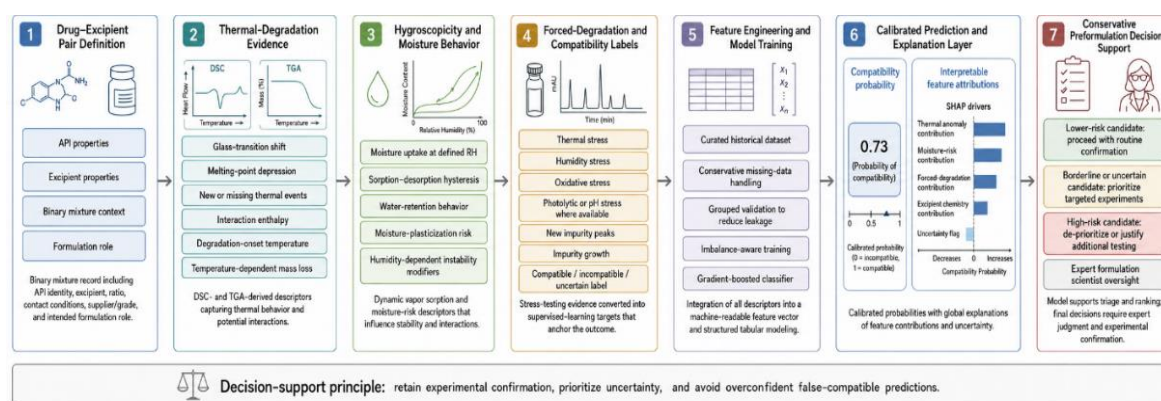 1
Drug–Excipient
Pair Definition
NH₂
O
N
Cl
API properties
Excipient properties
Binary mixture context
Formulation role
Binary mixture record including
API identity, excipient, ratio,
contact conditions, supplier/grade,
and intended formulation role.
2
Thermal-Degradation
Evidence
DSC
Heat Flow
Temperature
TGA
Mass (%)
Temperature
Glass-transition shift
Melting-point depression
New or missing thermal events
Interaction enthalpy
Degradation-onset temperature
Temperature-dependent mass loss
DSC- and TGA-derived descriptors
capturing thermal behavior and
potential interactions.
3
Hygroscopicity and
Moisture Behavior
Moisture Content
0
100
Relative Humidity (%)
Moisture uptake at defined RH
Sorption–desorption hysteresis
Water-retention behavior
Moisture-plasticization risk
Humidity-dependent instability
modifiers
Dynamic vapor sorption and
moisture-risk descriptors that
influence stability and interactions.
4
Forced-Degradation and
Compatibility Labels
mAU
Time (min)
Thermal stress
Humidity stress
Oxidative stress
Photolytic or pH stress
where available
New impurity peaks
Impurity growth
Compatible / incompatible /
uncertain label
Stress-testing evidence converted into
supervised-learning targets that
anchor the outcome.
5
Feature Engineering and
Model Training
X₁
X₂
⋮
Xₙ
Curated historical dataset
Conservative missing-data
handling
Grouped validation to
reduce leakage
Imbalance-aware training
Gradient-boosted classifier
Integration of all descriptors into a
machine-readable feature vector
and structured tabular modeling.
6
Calibrated Prediction and
Explanation Layer
Compatibility
probability
0.73
(Probability of
compatibility)
0 0.5 1
Calibrated probability
(0 = incompatible,
1 = compatible)
Interpretable
feature attributions
SHAP drivers
Thermal anomaly
contribution
Moisture-risk
contribution
Forced-degradation
contribution
Excipient chemistry
contribution
Uncertainty flag
Decreases 0 Increases
Compatibility Probability
Calibrated probabilities with global explanations
of feature contributions and uncertainty.
7
Conservative
Preformulation Decision
Support
Lower-risk candidate:
proceed with routine
confirmation
Borderline or uncertain
candidate: prioritize
targeted experiments
High-risk candidate:
de-prioritize or justify
additional testing
Expert formulation
scientist oversight
Model supports triage and ranking;
final decisions require expert
judgment and experimental
confirmation.
Decision-support principle: retain experimental confirmation, prioritize uncertainty, and avoid overconfident false-compatible predictions.